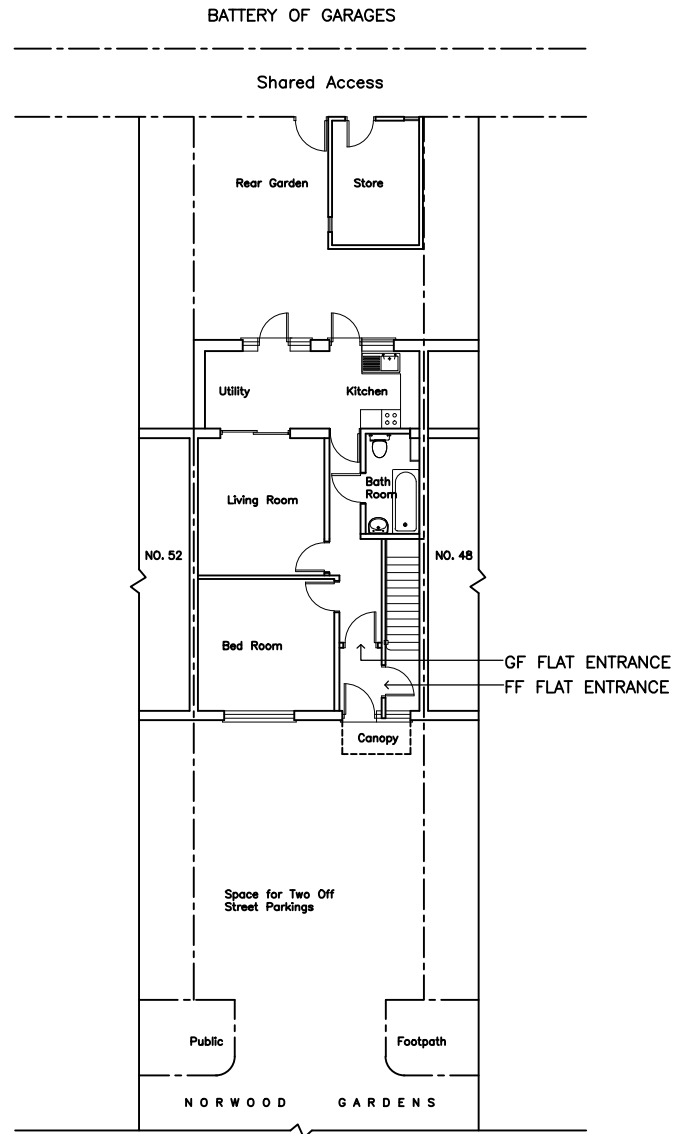 BATTERY OF GARAGES
Shared Access
Rear Garden
Store
Utility
Kitchen
Bath
Room
Living Room
NO. 52
NO. 48
Bed Room
GF FLAT ENTRANCE
FF FLAT ENTRANCE
Canopy
Space for Two Off
Street Parkings
Public
Footpath
NORWOOD GARDENS